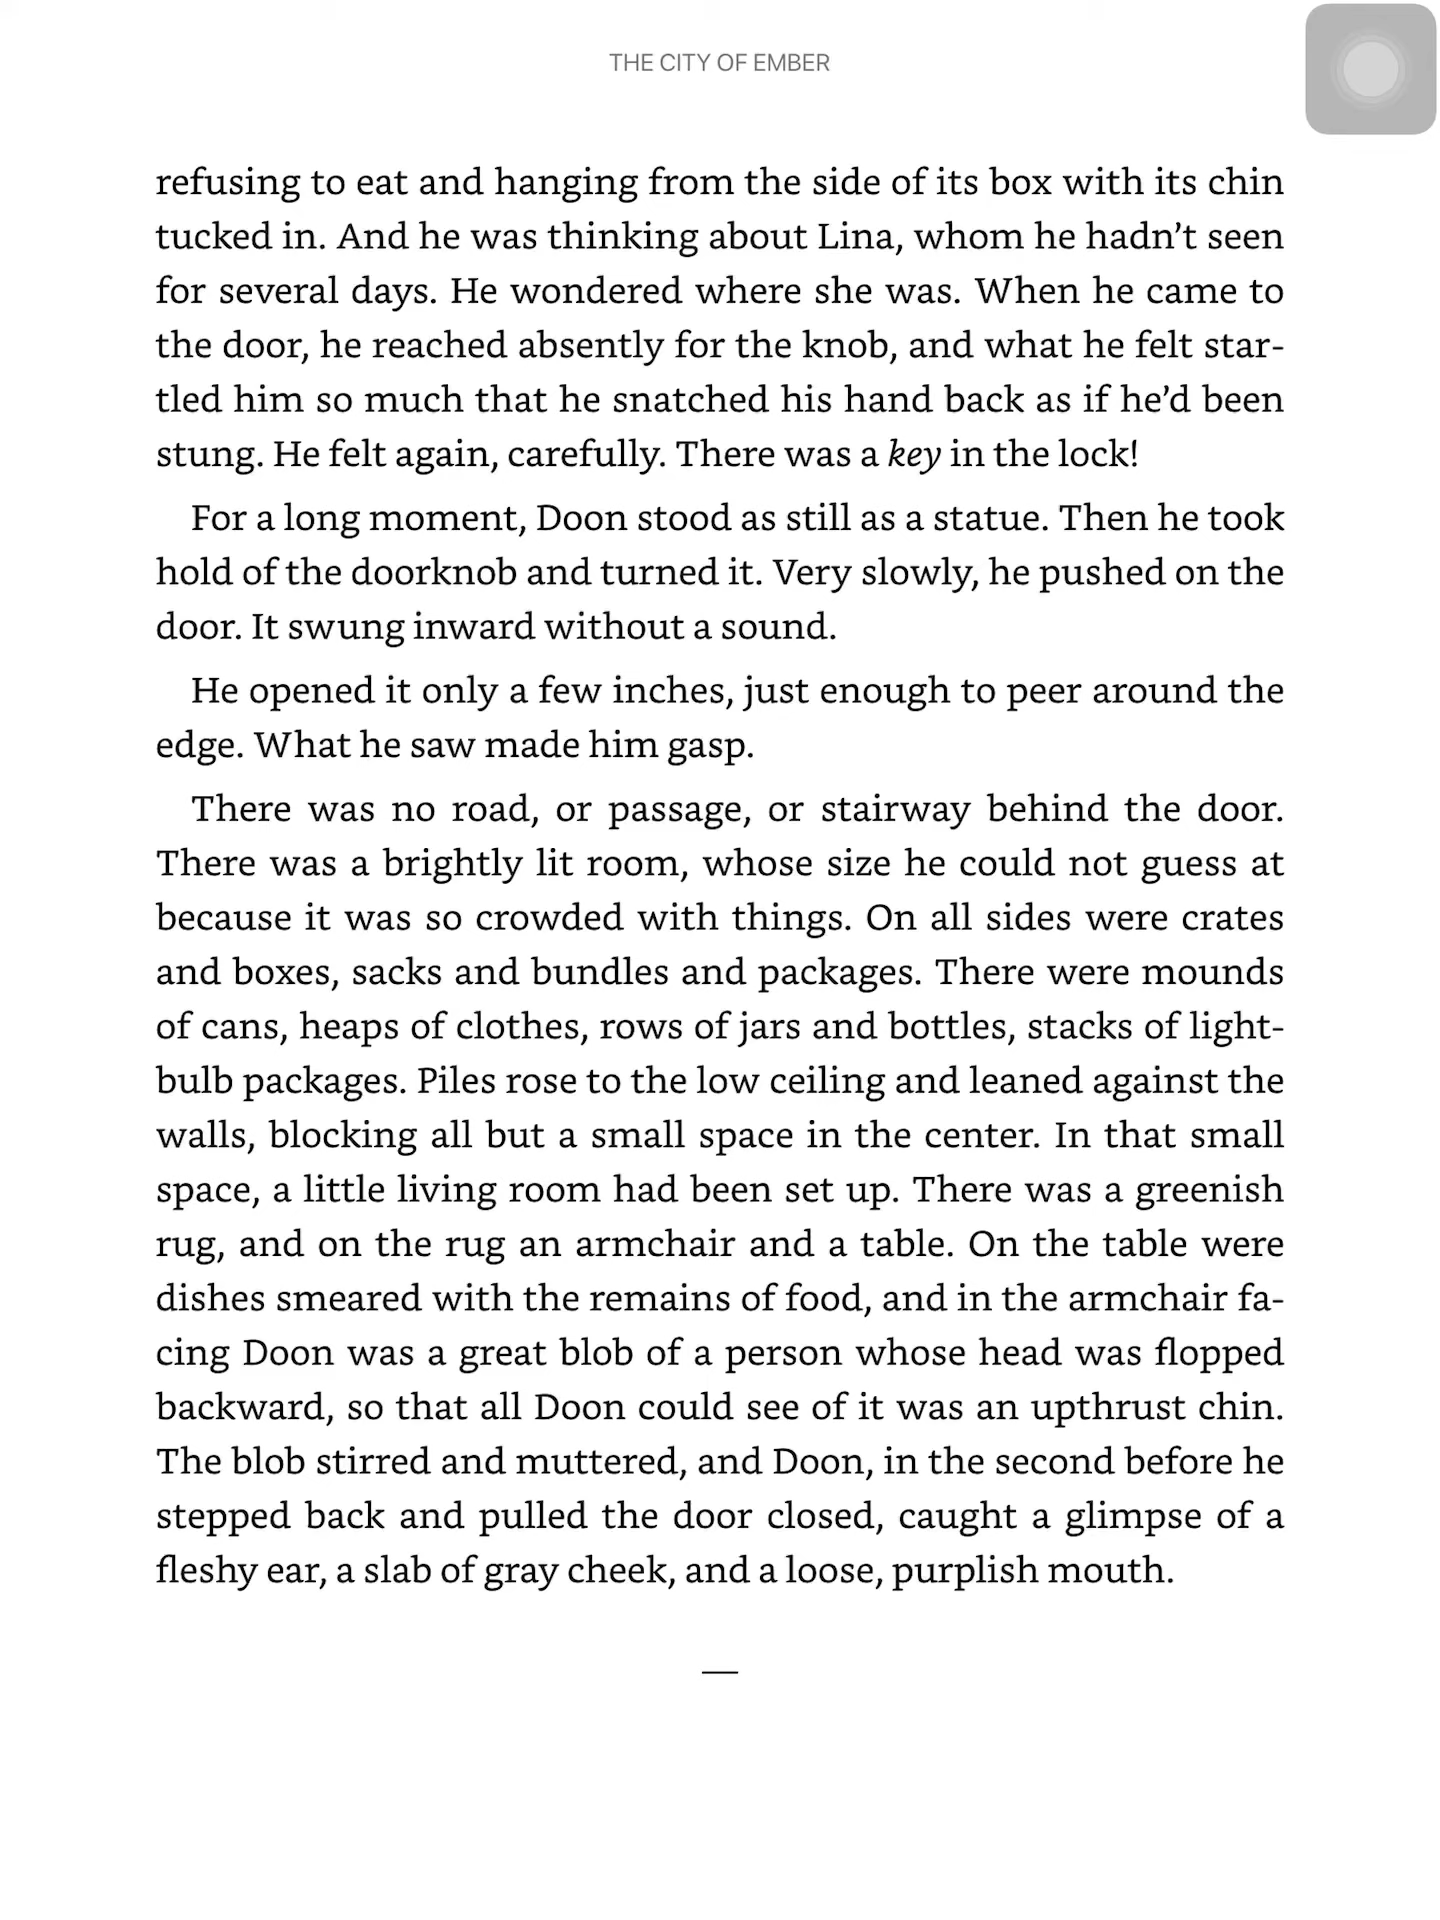 THE CITY OF EMBER
refusing to eat and hanging from the side of its box with its chin
tucked in. And he was thinking about Lina, whom he hadn’t seen
for several days. He wondered where she was. When he came to
the door, he reached absently for the knob, and what he felt star-
tled him so much that he snatched his hand back as if he’d been
stung. He felt again, carefully. There was a key in the lock!
For a long moment, Doon stood as still as a statue. Then he took
hold of the doorknob and turned it. Very slowly, he pushed on the
door. It swung inward without a sound.
He opened it only a few inches, just enough to peer around the
edge. What he saw made him gasp.
There was no road, or passage, or stairway behind the door.
There was a brightly lit room, whose size he could not guess at
because it was so crowded with things. On all sides were crates
and boxes, sacks and bundles and packages. There were mounds
of cans, heaps of clothes, rows of jars and bottles, stacks of light-
bulb packages. Piles rose to the low ceiling and leaned against the
walls, blocking all but a small space in the center. In that small
space, a little living room had been set up. There was a greenish
rug, and on the rug an armchair and a table. On the table were
dishes smeared with the remains of food, and in the armchair fa-
cing Doon was a great blob of a person whose head was flopped
backward, so that all Doon could see of it was an upthrust chin.
The blob stirred and muttered, and Doon, in the second before he
stepped back and pulled the door closed, caught a glimpse of a
fleshy ear, a slab of gray cheek, and a loose, purplish mouth.
—